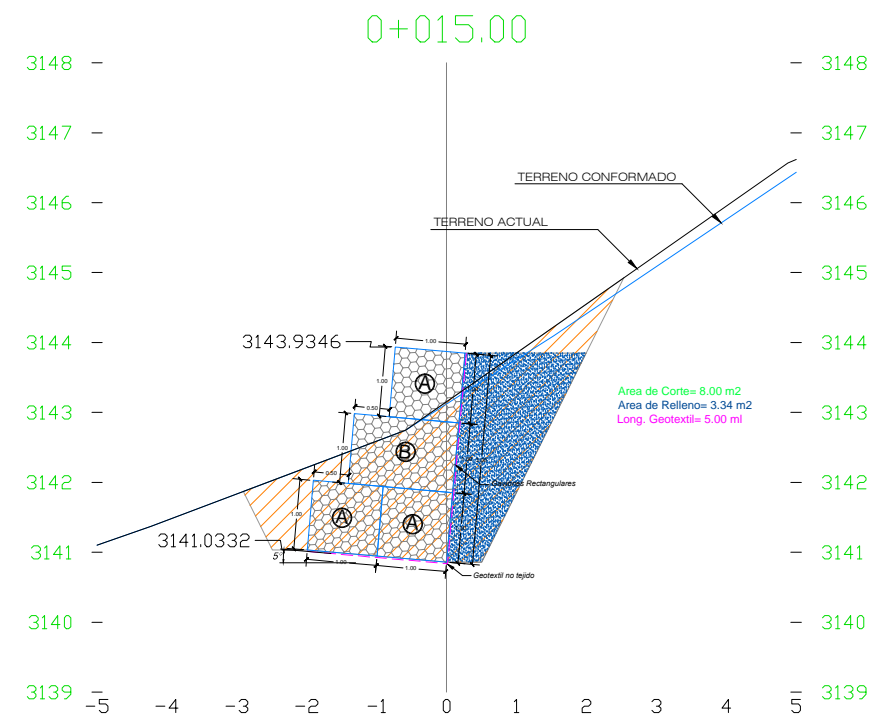 0+015.00
3148 3148
3147 3147
TERRENO CONFORMADO
3146 3146
TERRENO ACTUAL
3145 3145
3144 3144
3143.9346
1.00
A
1.00
Area de Corte= 8.00 m2
Area de Relleno= 3.34 m2
Long. Geotextil= 5.00 ml
0.50
3143 3143
1.00
B
0.50
Rectangulares
3142 3142
1.00
A A
3141.0332
3141 3141
5°
1.00 1.00
Geotextil no tejido
3140 3140
3139 3139
-5 -4 -3 -2 -1 0 1 2 3 4 5